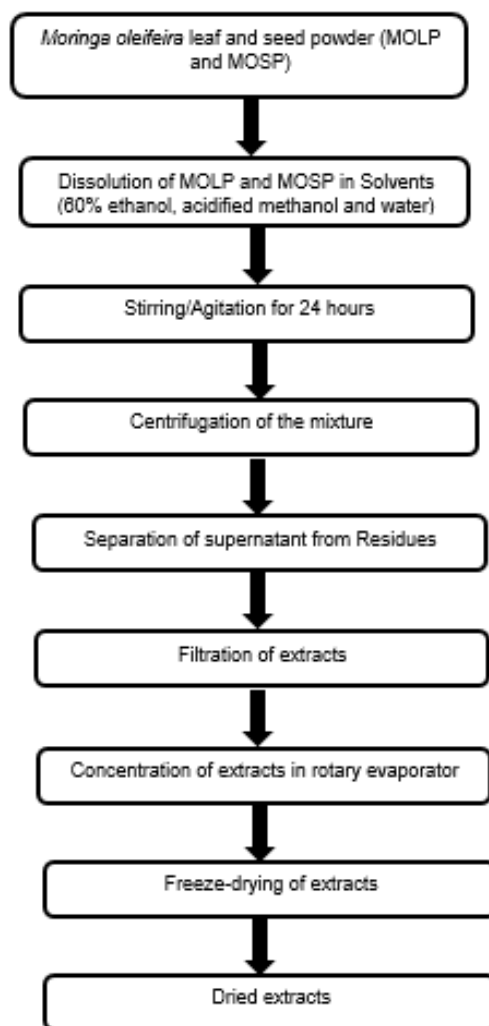 Moringa oleifeira leaf and seed powder (MOLP
and MOSP)
Dissolution of MOLP and MOSP in Solvents
(60% ethanol, acidified methanol and water)
Stirring/Agitation for 24 hours
Centrifugation of the mixture
Separation of supernatant from Residues
Filtration of extracts
Concentration of extracts in rotary evaporator
Freeze-drying of extracts
Dried extracts